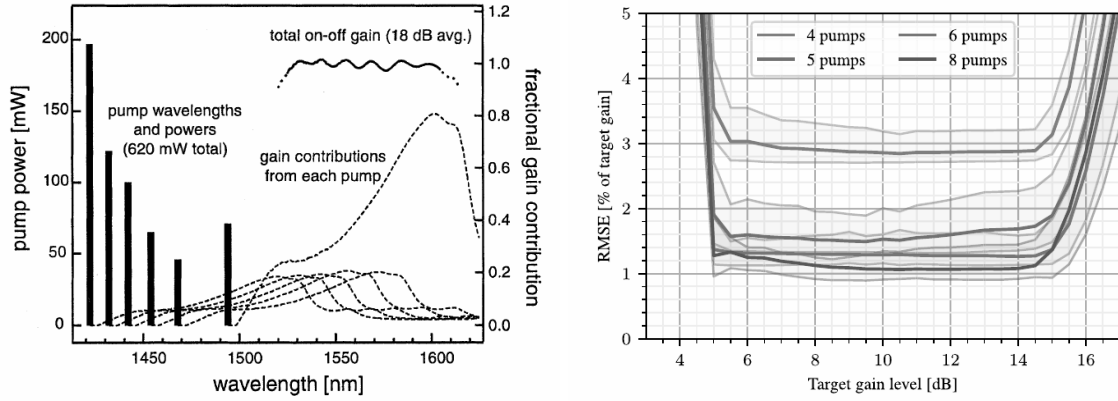 200
150
100
50
0
pump power [mW]
1450
1500
1550
1600
wavelength [nm]
1.2
1.0
0.8
0.6
0.4
0.2
0.0
fractional gain contribution
total on-off gain (18 dB avg.)
pump wavelengths
and powers
(620 mW total)
gain contributions
from each pump
5
4
3
2
1
0
RMSE [% of target gain]
4 pumps
5 pumps
6 pumps
8 pumps
4
6
8
10
12
14
16
Target gain level [dB]